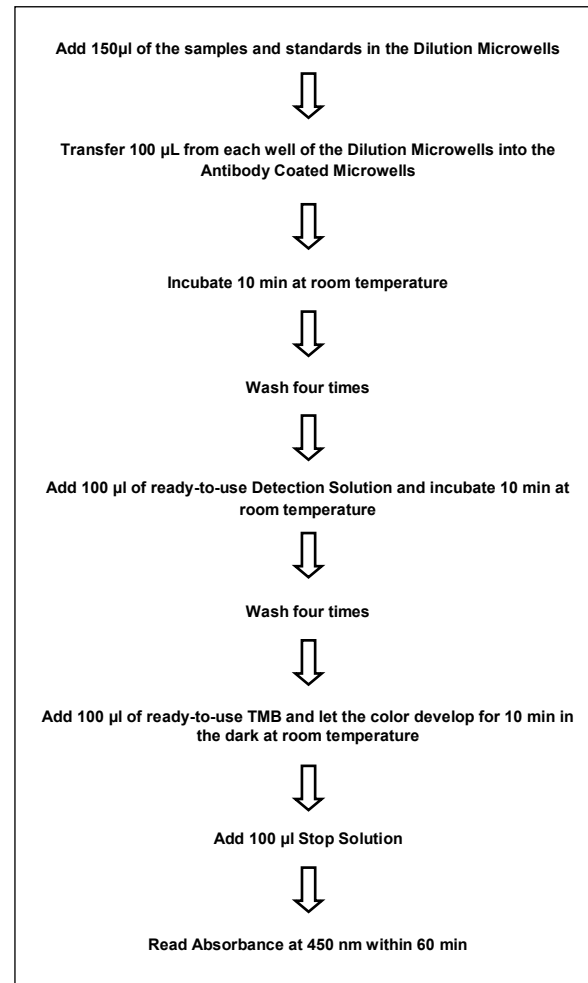 Add 150µl of the samples and standards in the Dilution Microwells
Transfer 100 µL from each well of the Dilution Microwells into the
Antibody Coated Microwells
Incubate 10 min at room temperature
Wash four times
Add 100 µl of ready-to-use Detection Solution and incubate 10 min at
room temperature
Wash four times
Add 100 µl of ready-to-use TMB and let the color develop for 10 min in
the dark at room temperature
Add 100 µl Stop Solution
Read Absorbance at 450 nm within 60 min